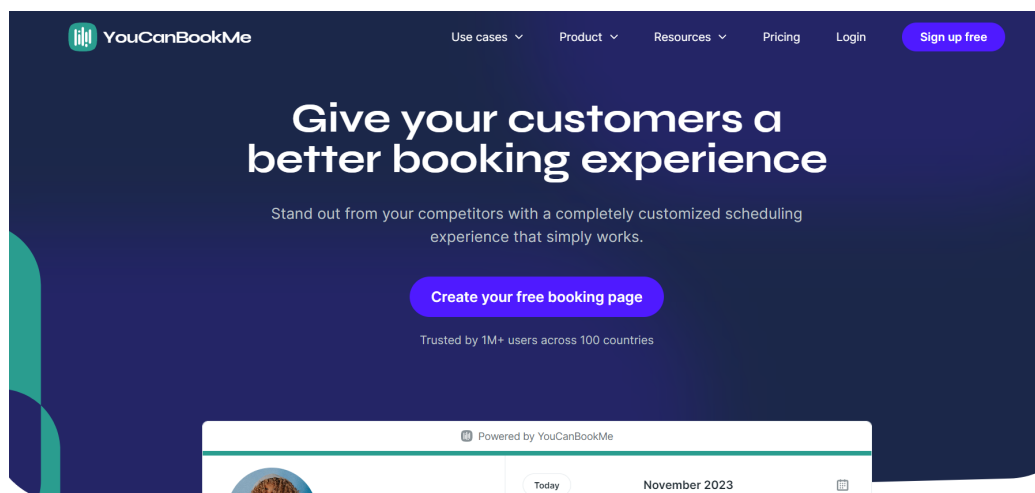 YouCanBookMe
Use cases
Product
Resources
Pricing
Login
Sign up free
Give your customers a
better booking experience
Stand out from your competitors with a completely customized scheduling
experience that simply works.
Create your free booking page
Trusted by 1M+ users across 100 countries
Powered by YouCanBookMe
Today
November 2023